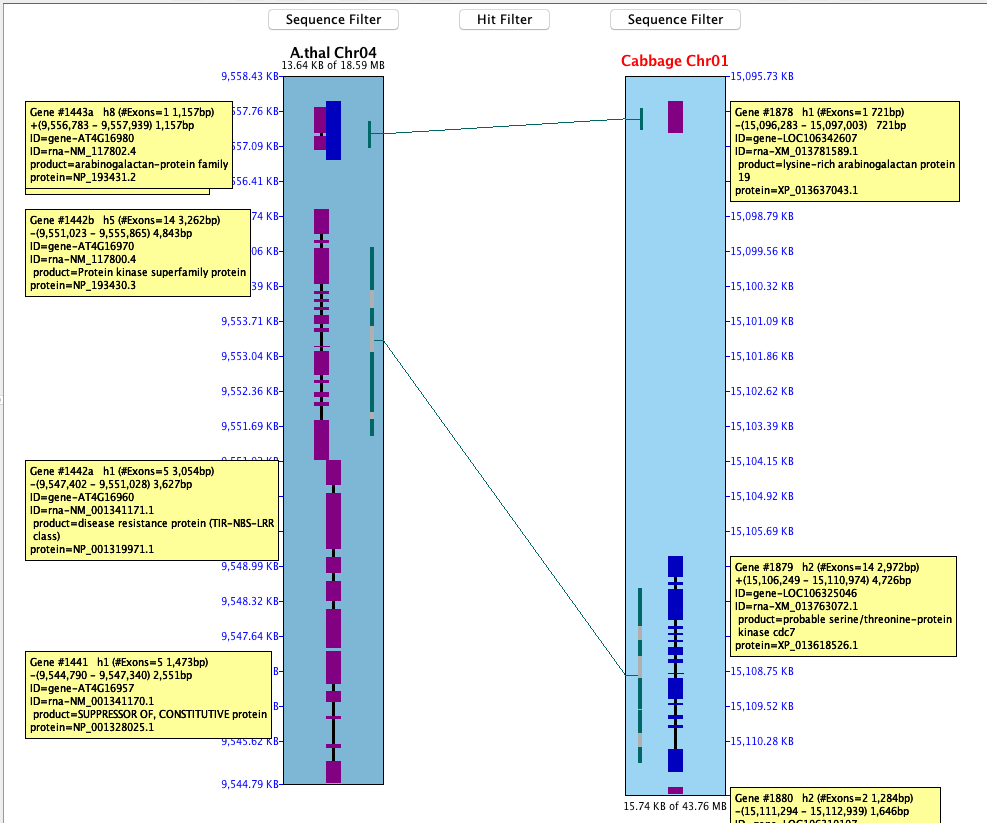 Sequence Filter
Hit Filter
Sequence Filter
A.thal Chr04
13.64 KB of 18.59 MB
Cabbage Chr01
9,558.43 KB
57.76 KB
57.09 KB
56.41 KB
74 KB
06 KB
39 KB
9,553.71 KB
9,553.04 KB
9,552.36 KB
9,551.69 KB
9,548.99 KB
9,548.32 KB
9,547.64 KB
9,545.62 KB
9,544.79 KB
Gene #1443a h8 (#Exons=1 1,157bp)
+(9,556,783 - 9,557,939) 1,157bp
ID=gene-AT4G16980
ID=rna-NM_117802.4
product=arabinogalactan-protein family
protein=NP_193431.2
Gene #1442b h5 (#Exons=14 3,262bp)
-(9,551,023 - 9,555,865) 4,843bp
ID=gene-AT4G16970
ID=rna-NM_117800.4
product=Protein kinase superfamily protein
protein=NP_193430.3
Gene #1442a h1 (#Exons=5 3,054bp)
-(9,547,402 - 9,551,028) 3,627bp
ID=gene-AT4G16960
ID=rna-NM_001341171.1
product=disease resistance protein (TIR-NBS-LRR
class)
protein=NP_001319971.1
Gene #1441 h1 (#Exons=5 1,473bp)
-(9,544,790 - 9,547,340) 2,551bp
ID=gene-AT4G16957
ID=rna-NM_001341170.1
product=SUPPRESSOR OF, CONSTITUTIVE protein
protein=NP_001328025.1
15,095.73 KB
15,098.79 KB
15,099.56 KB
15,100.32 KB
15,101.09 KB
15,101.86 KB
15,102.62 KB
15,103.39 KB
15,104.15 KB
15,104.92 KB
15,105.69 KB
15,108.75 KB
15,109.52 KB
15,110.28 KB
Gene #1878 h1 (#Exons=1 721bp)
-(15,096,283 - 15,097,003) 721bp
ID=gene-LOC106342607
ID=rna-XM_013781589.1
product=lysine-rich arabinogalactan protein
19
protein=XP_013637043.1
Gene #1879 h2 (#Exons=14 2,972bp)
+(15,106,249 - 15,110,974) 4,726bp
ID=gene-LOC106325046
ID=rna-XM_013763072.1
product=probable serine/threonine-protein
kinase cdc7
protein=XP_013618526.1
15.74 KB of 43.76 MB
Gene #1880 h2 (#Exons=2 1,284bp)
-(15,111,294 - 15,112,939) 1,646bp